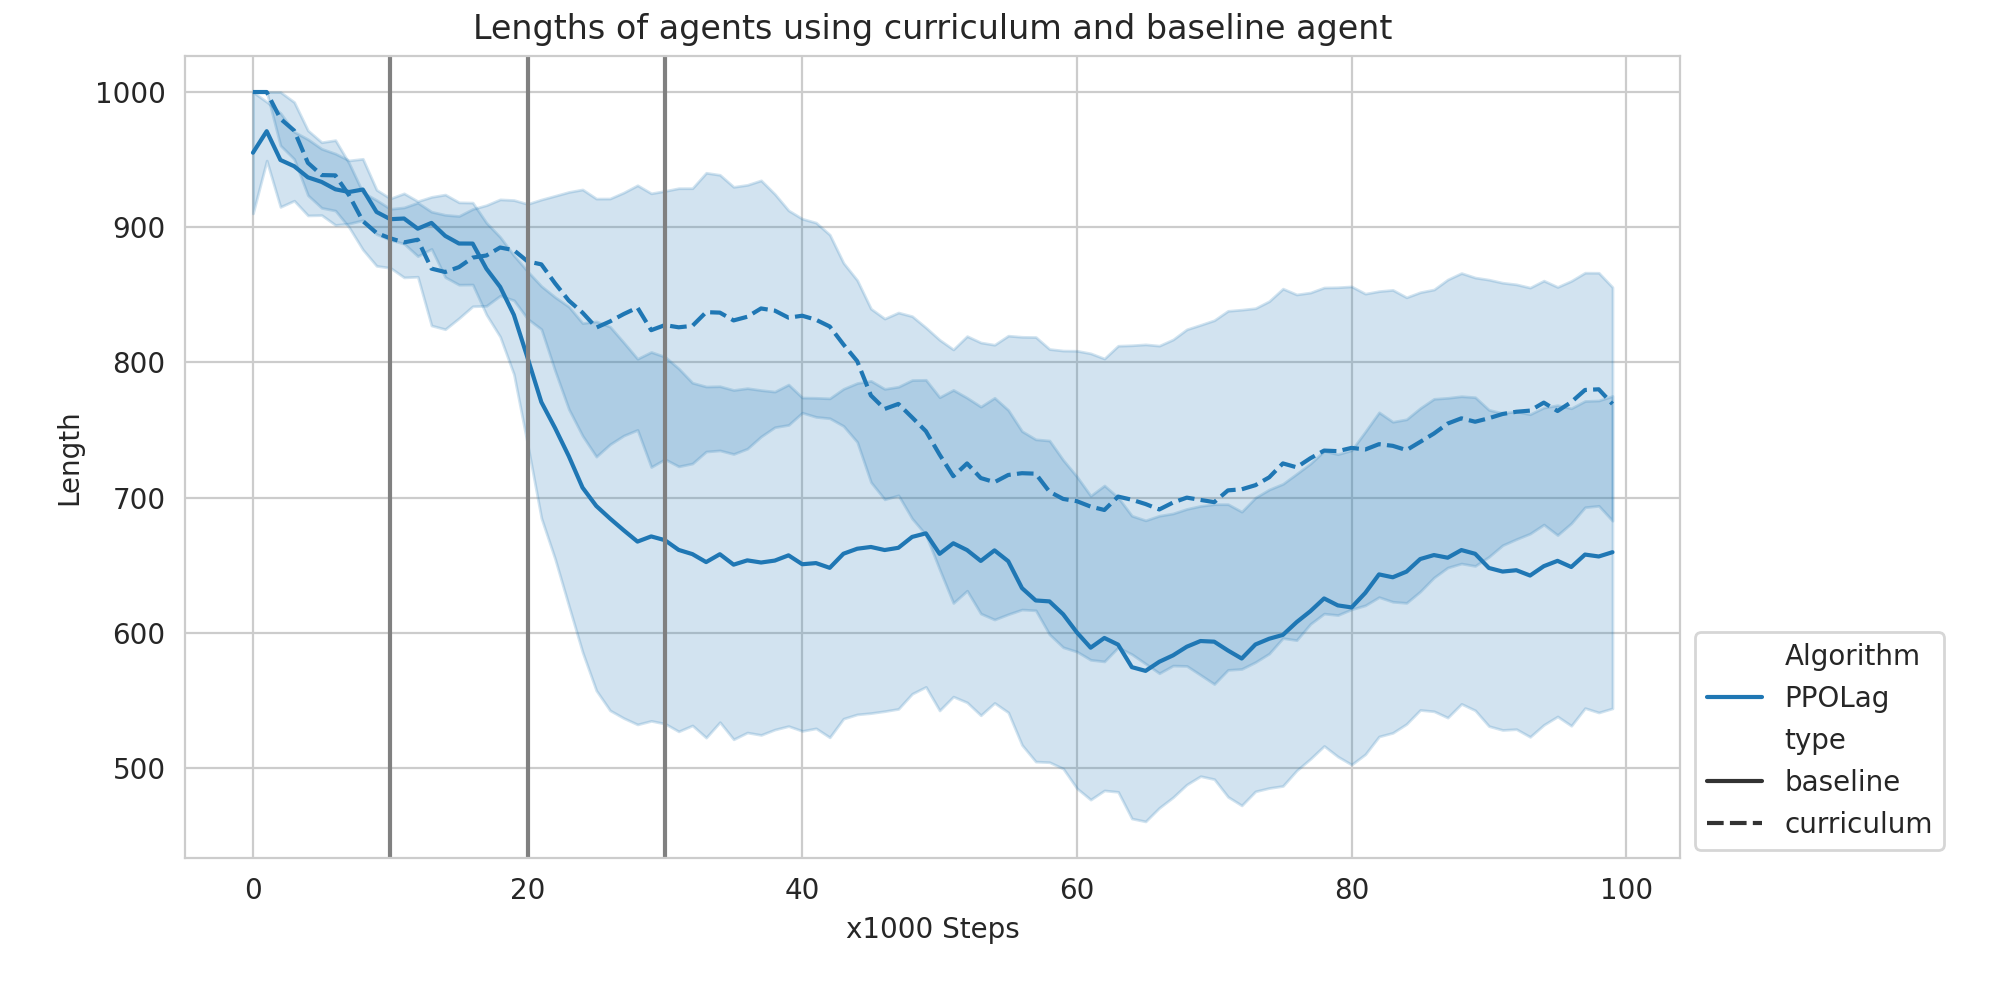 Lengths of agents using curriculum and baseline agent
1000
900
800
700
600
500
Length
0 20 40 60 80 100
x1000 Steps
Algorithm
PPOLag
type
baseline
curriculum